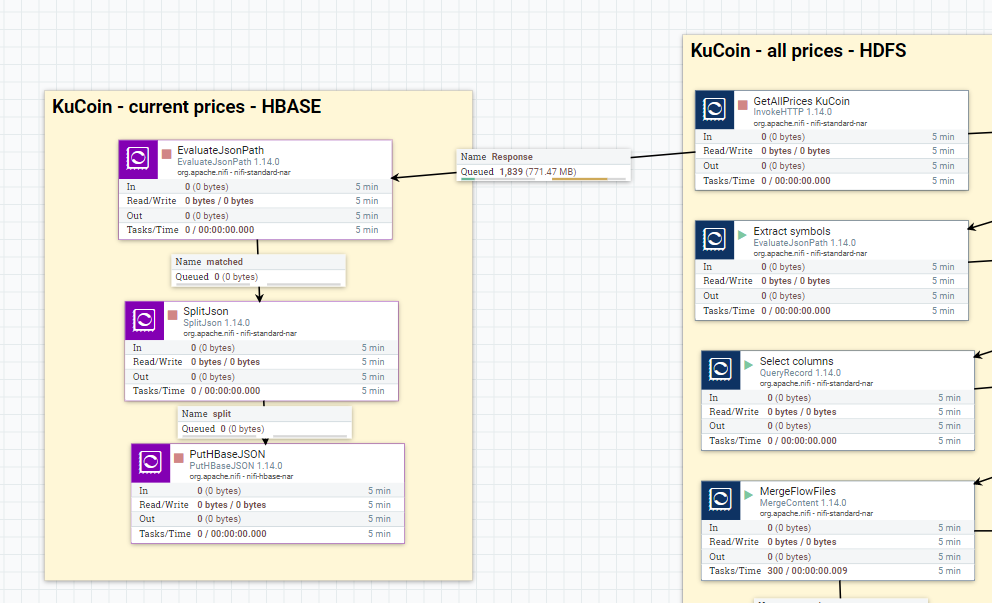 KuCoin - current prices - HBASE
EvaluateJsonPath
EvaluateJsonPath 1.14.0
org.apache.nifi - nifi-standard-nar
In 0 (0 bytes) 5 min
Read/Write 0 bytes / 0 bytes 5 min
Out 0 (0 bytes) 5 min
Tasks/Time 0 / 00:00:00.000 5 min
Name matched
Queued 0 (0 bytes)
SplitJson
SplitJson 1.14.0
org.apache.nifi - nifi-standard-nar
In 0 (0 bytes) 5 min
Read/Write 0 bytes / 0 bytes 5 min
Out 0 (0 bytes) 5 min
Tasks/Time 0 / 00:00:00.000 5 min
Name split
Queued 0 (0 bytes)
PutHBaseJSON
PutHBaseJSON 1.14.0
org.apache.nifi - nifi-hbase-nar
In 0 (0 bytes) 5 min
Read/Write 0 bytes / 0 bytes 5 min
Out 0 (0 bytes) 5 min
Tasks/Time 0 / 00:00:00.000 5 min
Name Response
Queued 1,839 (771.47 MB)
KuCoin - all prices - HDFS
GetAllPrices KuCoin
InvokeHTTP 1.14.0
org.apache.nifi - nifi-standard-nar
In 0 (0 bytes) 5 min
Read/Write 0 bytes / 0 bytes 5 min
Out 0 (0 bytes) 5 min
Tasks/Time 0 / 00:00:00.000 5 min
Extract symbols
EvaluateJsonPath 1.14.0
org.apache.nifi - nifi-standard-nar
In 0 (0 bytes) 5 min
Read/Write 0 bytes / 0 bytes 5 min
Out 0 (0 bytes) 5 min
Tasks/Time 0 / 00:00:00.000 5 min
Select columns
QueryRecord 1.14.0
org.apache.nifi - nifi-standard-nar
In 0 (0 bytes) 5 min
Read/Write 0 bytes / 0 bytes 5 min
Out 0 (0 bytes) 5 min
Tasks/Time 0 / 00:00:00.000 5 min
MergeFlowFiles
MergeContent 1.14.0
org.apache.nifi - nifi-standard-nar
In 0 (0 bytes) 5 min
Read/Write 0 bytes / 0 bytes 5 min
Out 0 (0 bytes) 5 min
Tasks/Time 300 / 00:00:00.009 5 min